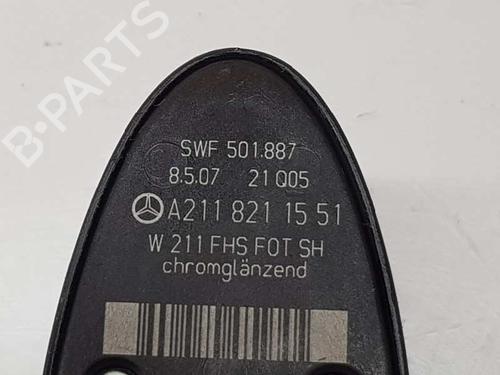 B-PARTS
SWF 501.887
8.5.07 21 Q05
A211 821 15 51
W 211 FHS FOT SH
chromglänzend